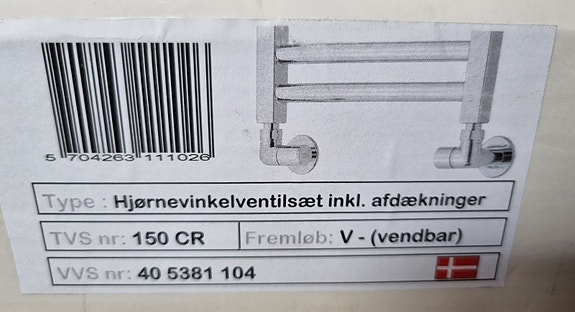 5 704263 111026
Type : Hjørnevinkelventilsæt inkl. afdækninger
TVS nr: 150 CR Fremløb: V - (vendbar)
VVS nr: 40 5381 104